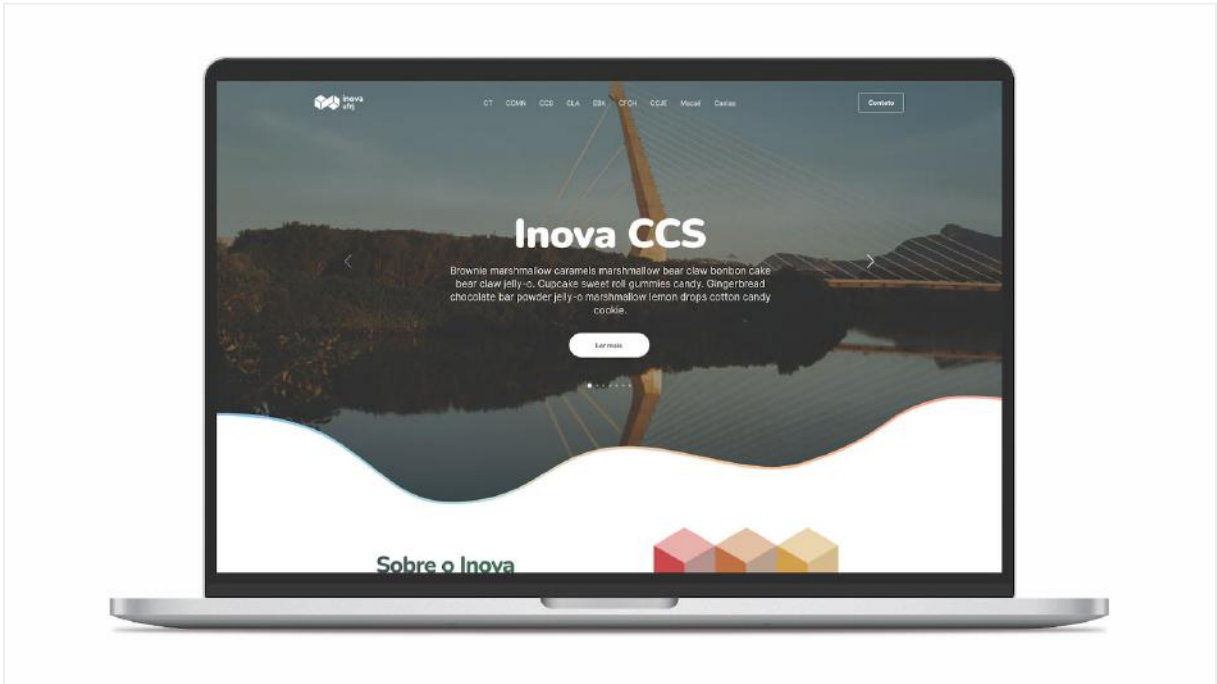 inova
ufrj
CT CCMN CCS CLA EBA CFCH CCJE Macaé Caxias
Contato
Inova CCS
Brownie marshmallow caramels marshmallow bear claw bonbon cake
bear claw jelly-o. Cupcake sweet roll gummies candy. Gingerbread
chocolate bar powder jelly-o marshmallow lemon drops cotton candy
cookie.
Ler mais
Sobre o Inova